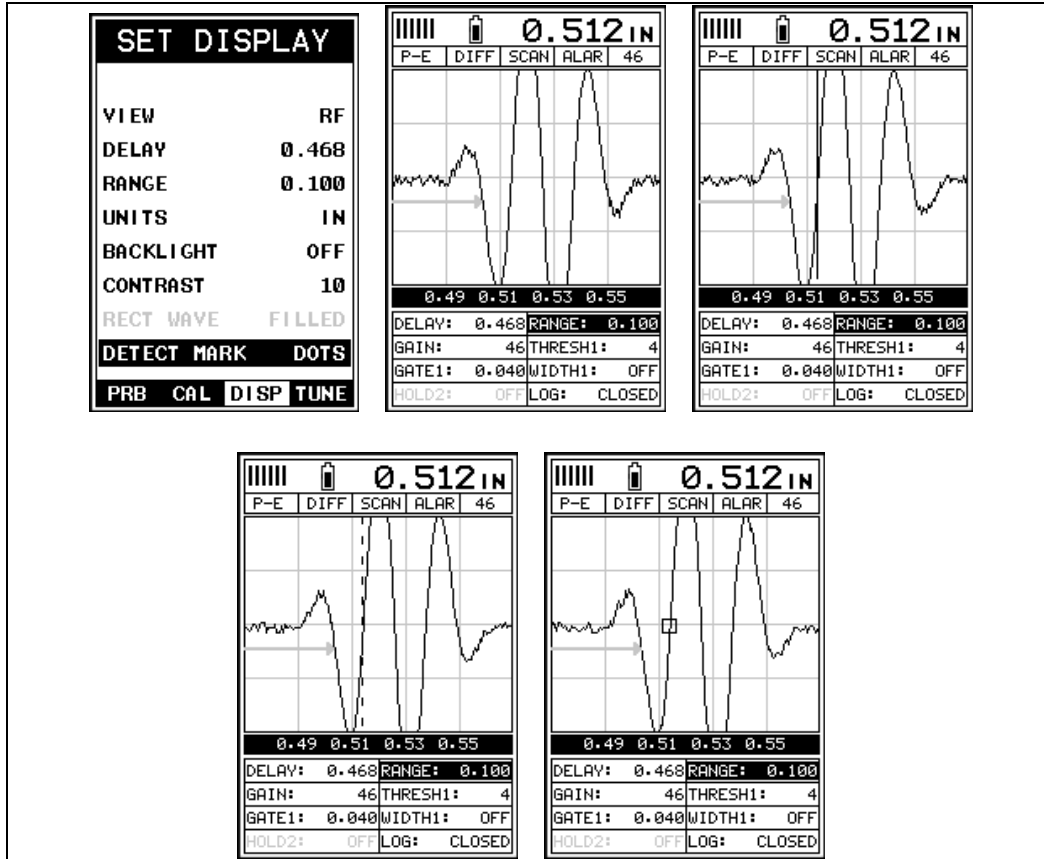 SET DISPLAY
VIEW RF
DELAY 0.468
RANGE 0.100
UNITS IN
BACKLIGHT OFF
CONTRAST 10
RECT WAVE FILLED
DETECT MARK DOTS
PRB CAL DISP TUNE
0.512 IN
P-E DIFF SCAN ALAR 46
0.49 0.51 0.53 0.55
DELAY: 0.468 RANGE: 0.100
GAIN: 46 THRESH1: 4
GATE1: 0.040 WIDTH1: OFF
HOLD2: OFF LOG: CLOSED
0.512 IN
P-E DIFF SCAN ALAR 46
0.49 0.51 0.53 0.55
DELAY: 0.468 RANGE: 0.100
GAIN: 46 THRESH1: 4
GATE1: 0.040 WIDTH1: OFF
HOLD2: OFF LOG: CLOSED
0.512 IN
P-E DIFF SCAN ALAR 46
0.49 0.51 0.53 0.55
DELAY: 0.468 RANGE: 0.100
GAIN: 46 THRESH1: 4
GATE1: 0.040 WIDTH1: OFF
HOLD2: OFF LOG: CLOSED
0.512 IN
P-E DIFF SCAN ALAR 46
0.49 0.51 0.53 0.55
DELAY: 0.468 RANGE: 0.100
GAIN: 46 THRESH1: 4
GATE1: 0.040 WIDTH1: OFF
HOLD2: OFF LOG: CLOSED